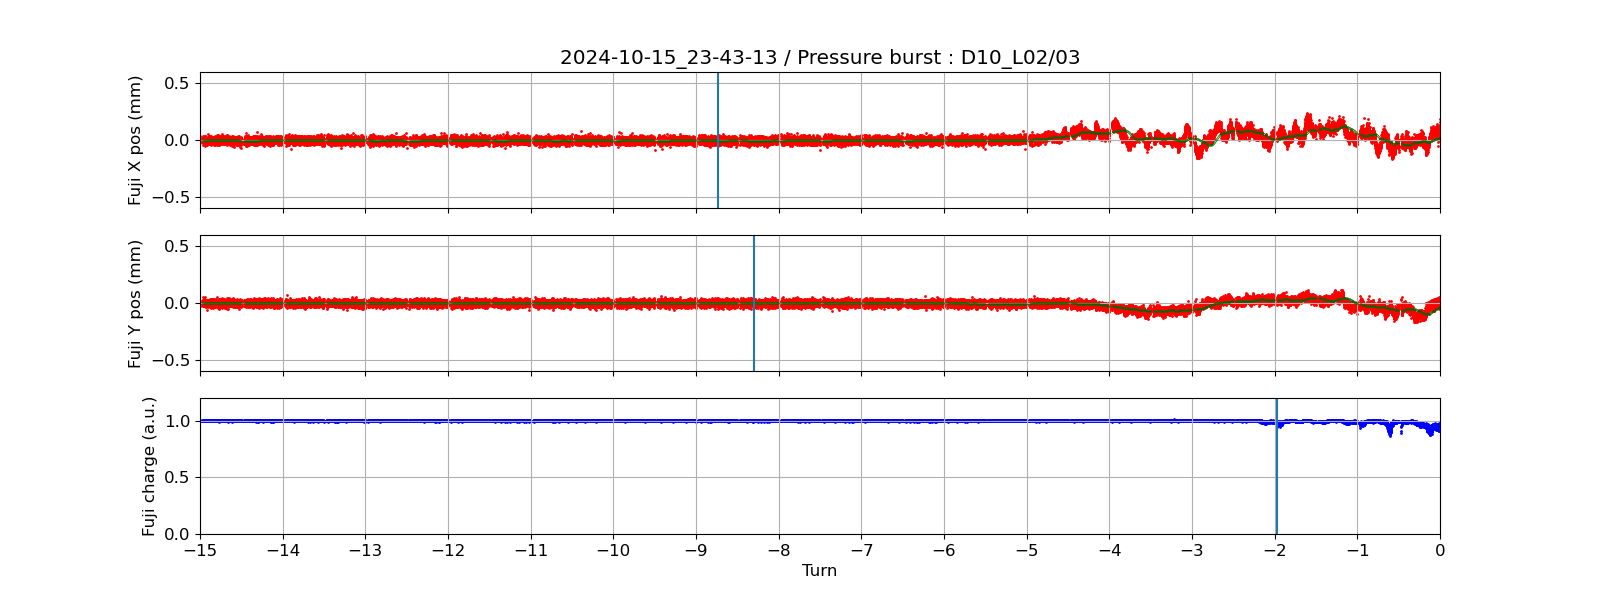 2024-10-15_23-43-13 / Pressure burst : D10_L02/03
Fuji X pos (mm)
0.5
0.0
−0.5
Fuji Y pos (mm)
0.5
0.0
−0.5
Fuji charge (a.u.)
1.0
0.5
0.0
−15 −14 −13 −12 −11 −10 −9 −8 −7 −6 −5 −4 −3 −2 −1 0
Turn